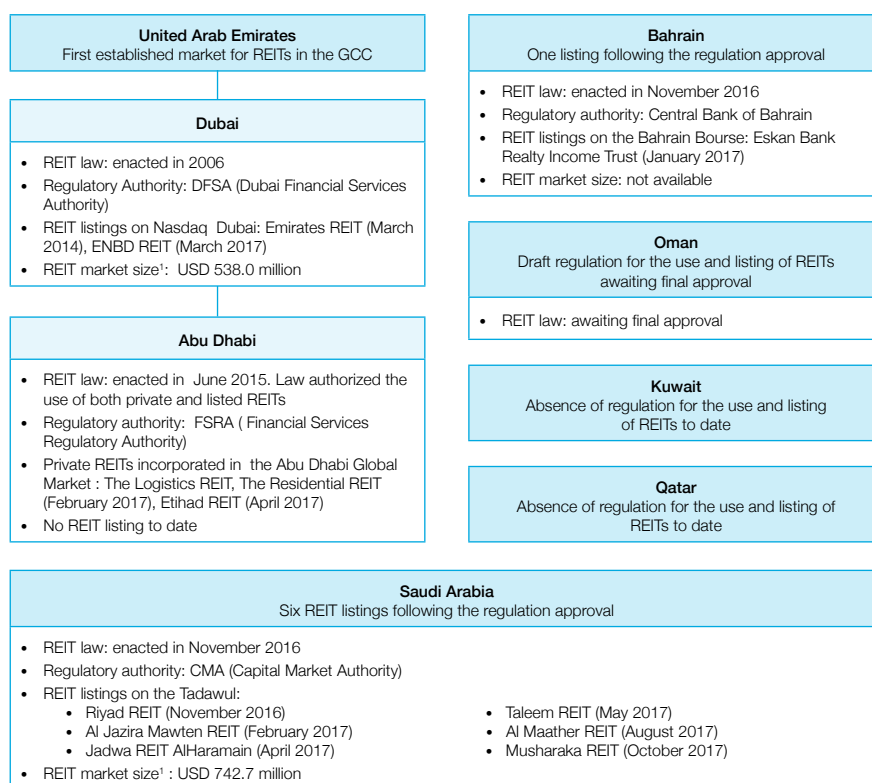 United Arab Emirates
First established market for REITs in the GCC
Dubai
• REIT law: enacted in 2006
• Regulatory Authority: DFSA (Dubai Financial Services
Authority)
• REIT listings on Nasdaq Dubai: Emirates REIT (March
2014), ENBD REIT (March 2017)
• REIT market size¹: USD 538.0 million
Abu Dhabi
• REIT law: enacted in June 2015. Law authorized the
use of both private and listed REITs
• Regulatory authority: FSRA ( Financial Services
Regulatory Authority)
• Private REITs incorporated in the Abu Dhabi Global
Market : The Logistics REIT, The Residential REIT
(February 2017), Etihad REIT (April 2017)
• No REIT listing to date
Bahrain
One listing following the regulation approval
• REIT law: enacted in November 2016
• Regulatory authority: Central Bank of Bahrain
• REIT listings on the Bahrain Bourse: Eskan Bank
Realty Income Trust (January 2017)
• REIT market size: not available
Oman
Draft regulation for the use and listing of REITs
awaiting final approval
• REIT law: awaiting final approval
Kuwait
Absence of regulation for the use and listing
of REITs to date
Qatar
Absence of regulation for the use and listing of
REITs to date
Saudi Arabia
Six REIT listings following the regulation approval
• REIT law: enacted in November 2016
• Regulatory authority: CMA (Capital Market Authority)
• REIT listings on the Tadawul:
• Riyad REIT (November 2016)
• Al Jazira Mawten REIT (February 2017)
• Jadwa REIT AlHaramain (April 2017)
• Taleem REIT (May 2017)
• Al Maather REIT (August 2017)
• Musharaka REIT (October 2017)
• REIT market size¹ : USD 742.7 million